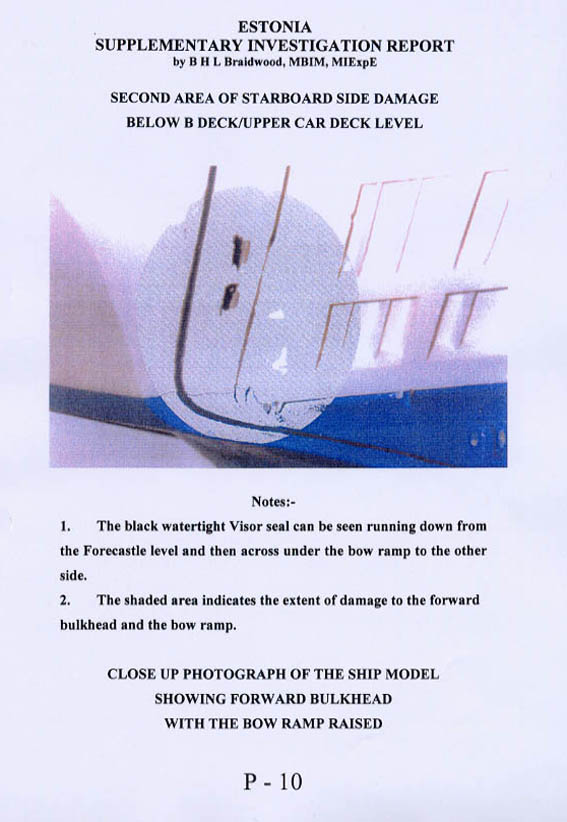 ESTONIA
SUPPLEMENTARY INVESTIGATION REPORT
by B H L Braidwood, MBIM, MIExpE
SECOND AREA OF STARBOARD SIDE DAMAGE
BELOW B DECK/UPPER CAR DECK LEVEL
Notes:-
1. The black watertight Visor seal can be seen running down from
the Forecastle level and then across under the bow ramp to the other
side.
2. The shaded area indicates the extent of damage to the forward
bulkhead and the bow ramp.
CLOSE UP PHOTOGRAPH OF THE SHIP MODEL
SHOWING FORWARD BULKHEAD
WITH THE BOW RAMP RAISED
P - 10